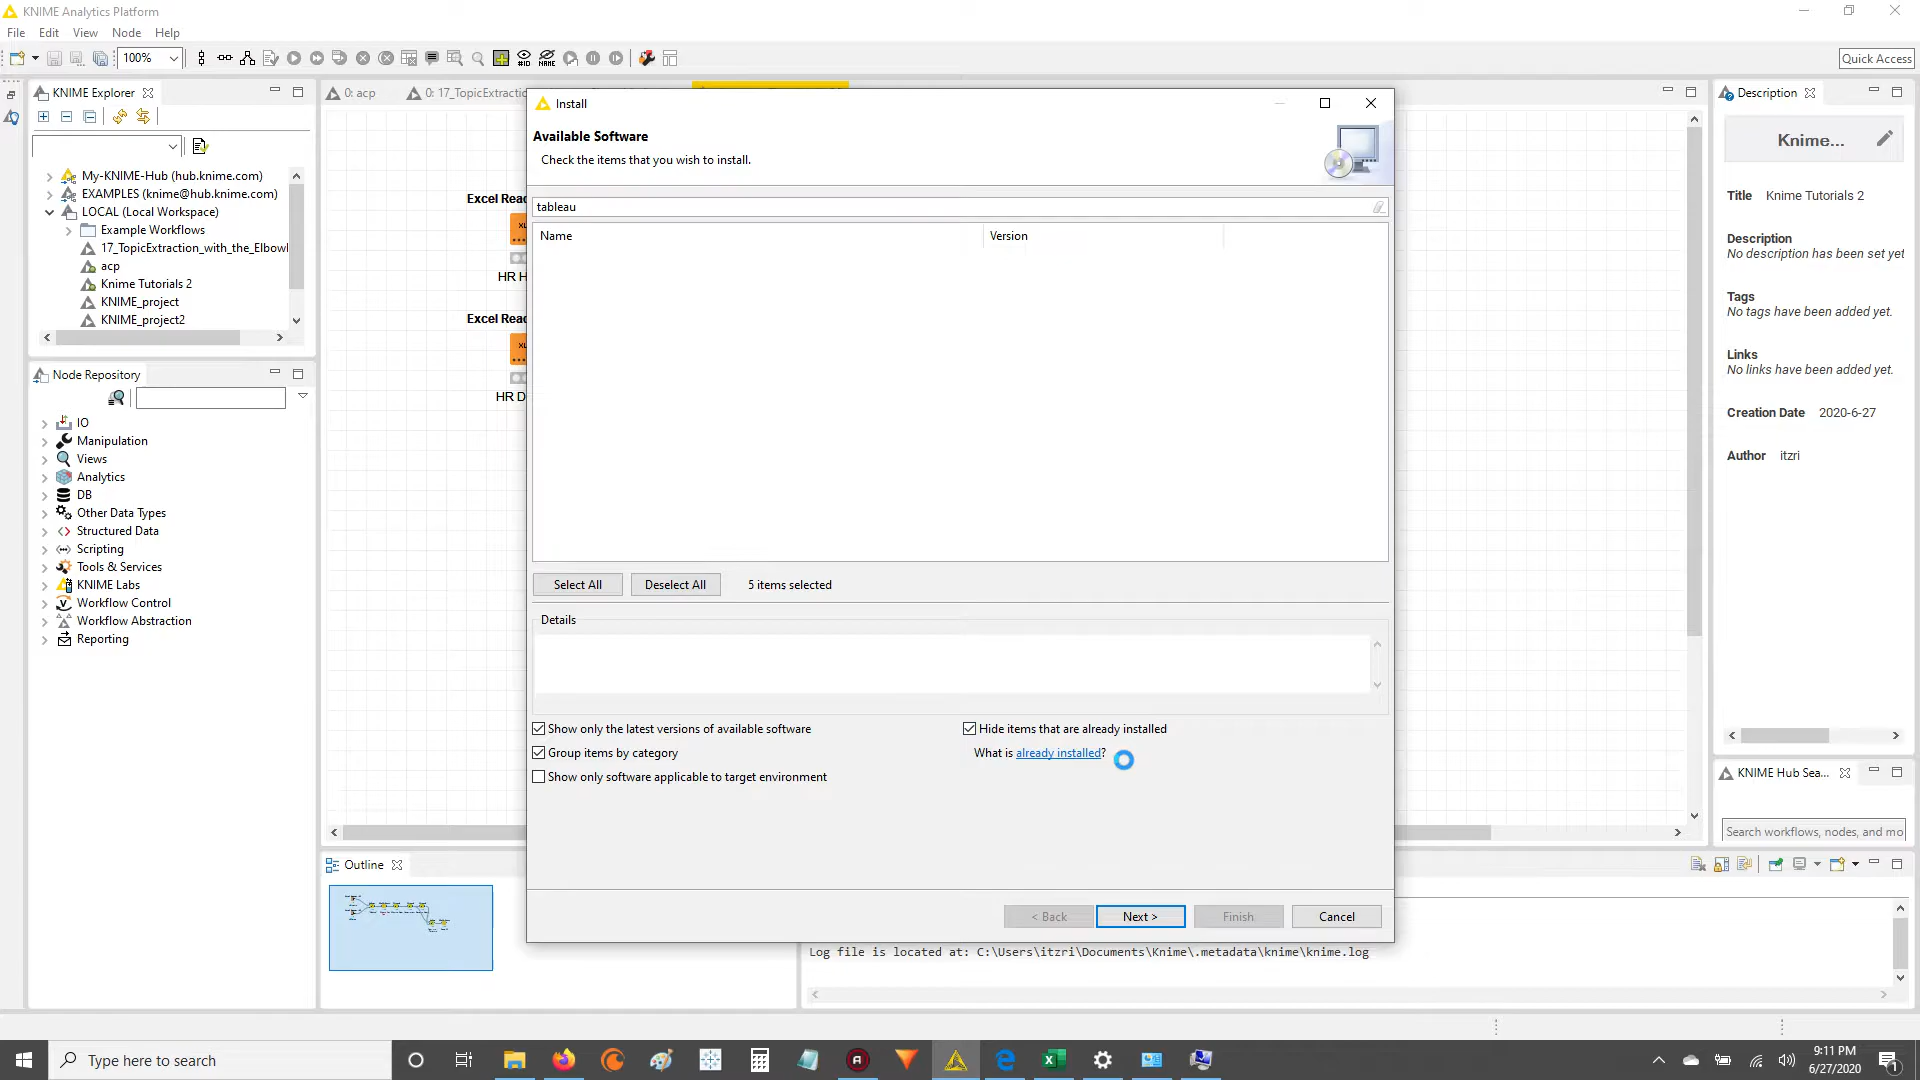 KNIME Analytics Platform
File Edit View Node Help
100%
Quick Access
KNIME Explorer
My-KNIME-Hub (hub.knime.com)
EXAMPLES (knime@hub.knime.com)
LOCAL (Local Workspace)
Example Workflows
17_TopicExtraction_with_the_Elbow
acp
Knime Tutorials 2
KNIME_project
KNIME_project2
Node Repository
IO
Manipulation
Views
Analytics
DB
Other Data Types
Structured Data
Scripting
Tools & Services
KNIME Labs
Workflow Control
Workflow Abstraction
Reporting
0: acp
0: 17_TopicExtractio
Excel Rea
HR H
Excel Rea
HR D
Install
Available Software
Check the items that you wish to install.
tableau
Name Version
Select All Deselect All 5 items selected
Details
Show only the latest versions of available software
Hide items that are already installed
Group items by category
What is already installed?
Show only software applicable to target environment
< Back Next > Finish Cancel
Outline
Log file is located at: C:\Users\itzri\Documents\Knime\.metadata\knime\knime.log
Description
Knime...
Title Knime Tutorials 2
Description
No description has been set yet
Tags
No tags have been added yet.
Links
No links have been added yet.
Creation Date 2020-6-27
Author itzri
KNIME Hub Sea...
Search workflows, nodes, and mo
Type here to search
9:11 PM
6/27/2020
1